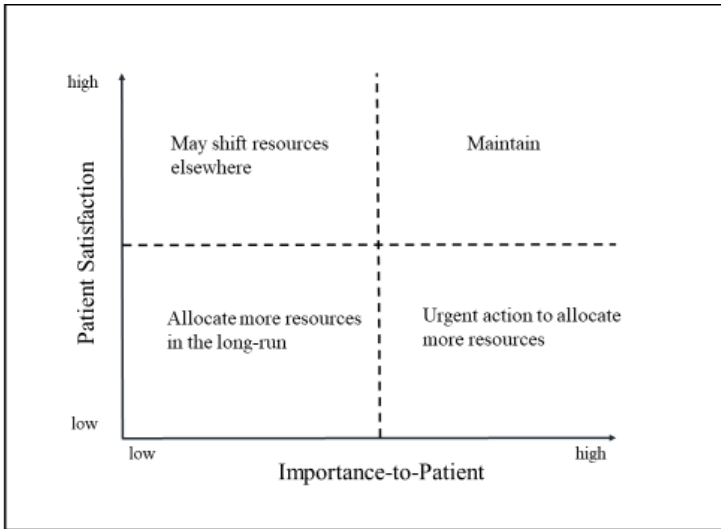 high
May shift resources
elsewhere
Maintain
Patient Satisfaction
Allocate more resources
in the long-run
Urgent action to allocate
more resources
low
low
high
Importance-to-Patient